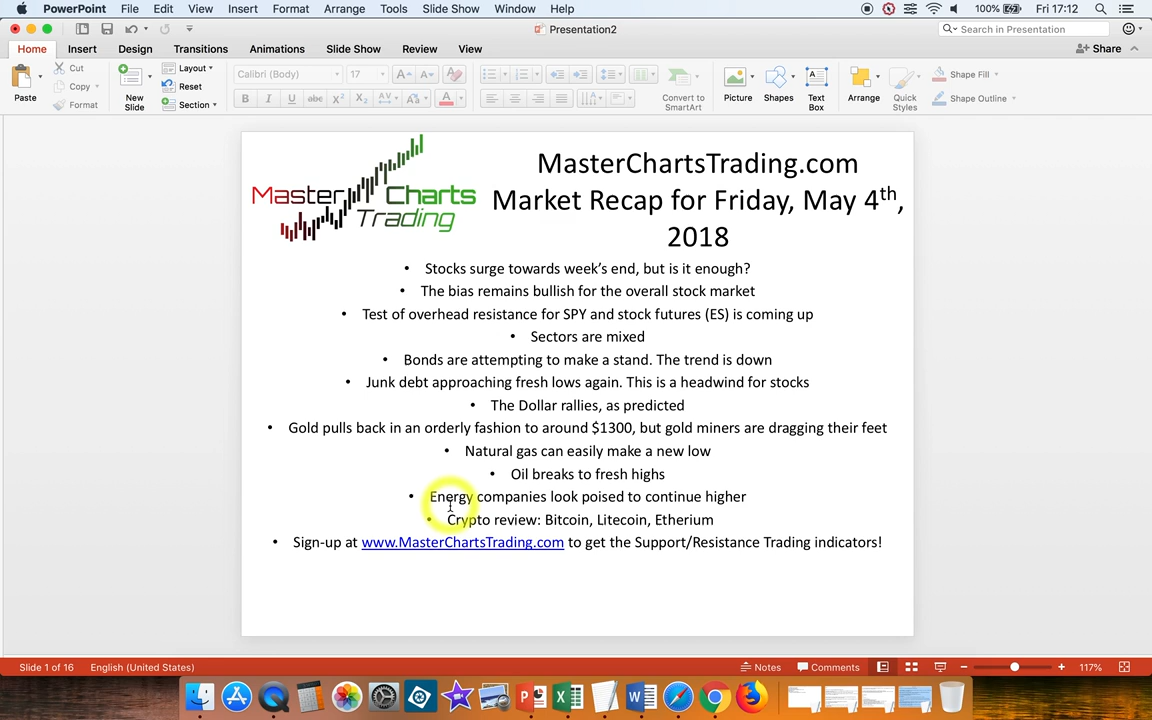 PowerPoint File Edit View Insert Format Arrange Tools Slide Show Window Help 100% Fri 17:12
Presentation2
Search in Presentation
Home Insert Design Transitions Animations Slide Show Review View
Share
Paste
Cut
Copy
Format
New
Slide
Layout
Reset
Section
Calibri (Body) 17
Convert to
SmartArt
Picture
Shapes
Text
Box
Arrange
Quick
Styles
Shape Fill
Shape Outline
Master Charts
Trading
MasterChartsTrading.com
Market Recap for Friday, May 4th,
2018
• Stocks surge towards week's end, but is it enough?
• The bias remains bullish for the overall stock market
• Test of overhead resistance for SPY and stock futures (ES) is coming up
• Sectors are mixed
• Bonds are attempting to make a stand. The trend is down
• Junk debt approaching fresh lows again. This is a headwind for stocks
• The Dollar rallies, as predicted
• Gold pulls back in an orderly fashion to around $1300, but gold miners are dragging their feet
• Natural gas can easily make a new low
• Oil breaks to fresh highs
• Energy companies look poised to continue higher
• Crypto review: Bitcoin, Litecoin, Etherium
• Sign-up at www.MasterChartsTrading.com to get the Support/Resistance Trading indicators!
Slide 1 of 16 English (United States) Notes Comments 117%